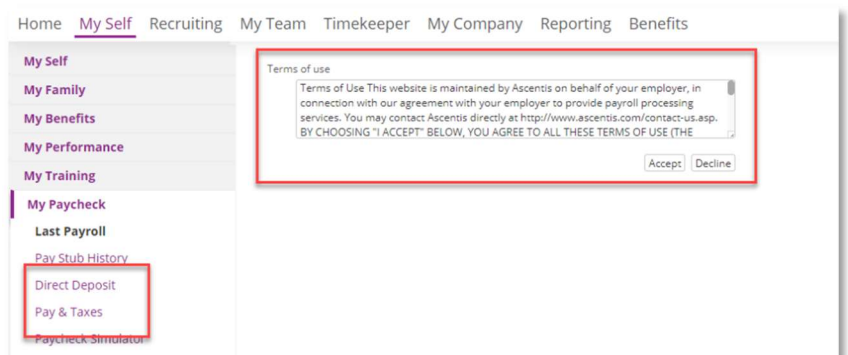 Home My Self Recruiting My Team Timekeeper My Company Reporting Benefits
My Self
My Family
My Benefits
My Performance
My Training
My Paycheck
Last Payroll
Pay Stub History
Direct Deposit
Pay & Taxes
Paycheck Simulator
Terms of use
Terms of Use This website is maintained by Ascentis on behalf of your employer, in
connection with our agreement with your employer to provide payroll processing
services. You may contact Ascentis directly at http://www.ascentis.com/contact-us.asp.
BY CHOOSING "I ACCEPT" BELOW, YOU AGREE TO ALL THESE TERMS OF USE (THE
Accept Decline